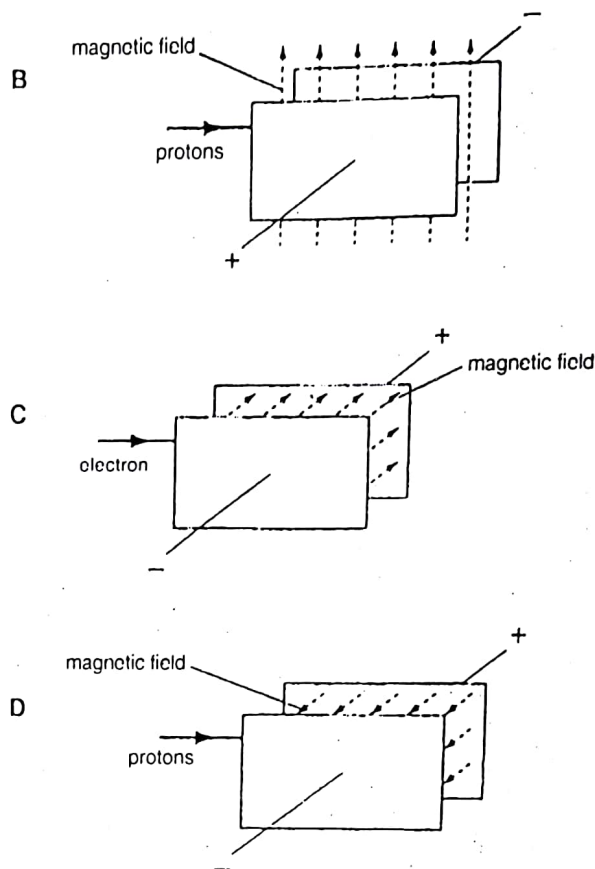 −
magnetic field
B
protons
+
+
magnetic field
C
electron
−
+
magnetic field
D
protons